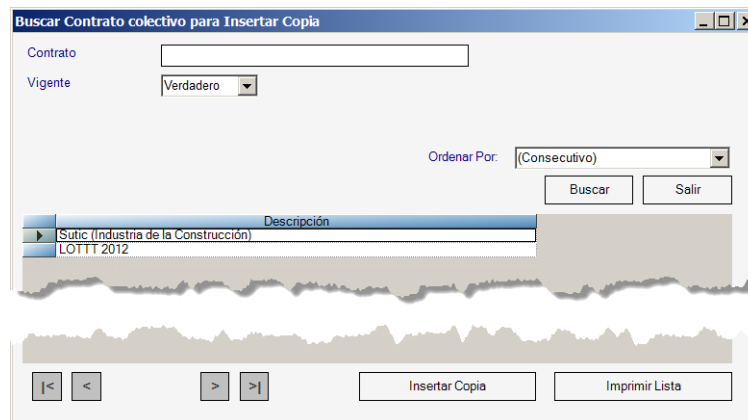 Buscar Contrato colectivo para Insertar Copia
Contrato
Vigente Verdadero
Ordenar Por: (Consecutivo)
Buscar Salir
Descripción
Sutic (Industria de la Construcción)
LOTTT 2012
|< < > >| Insertar Copia Imprimir Lista